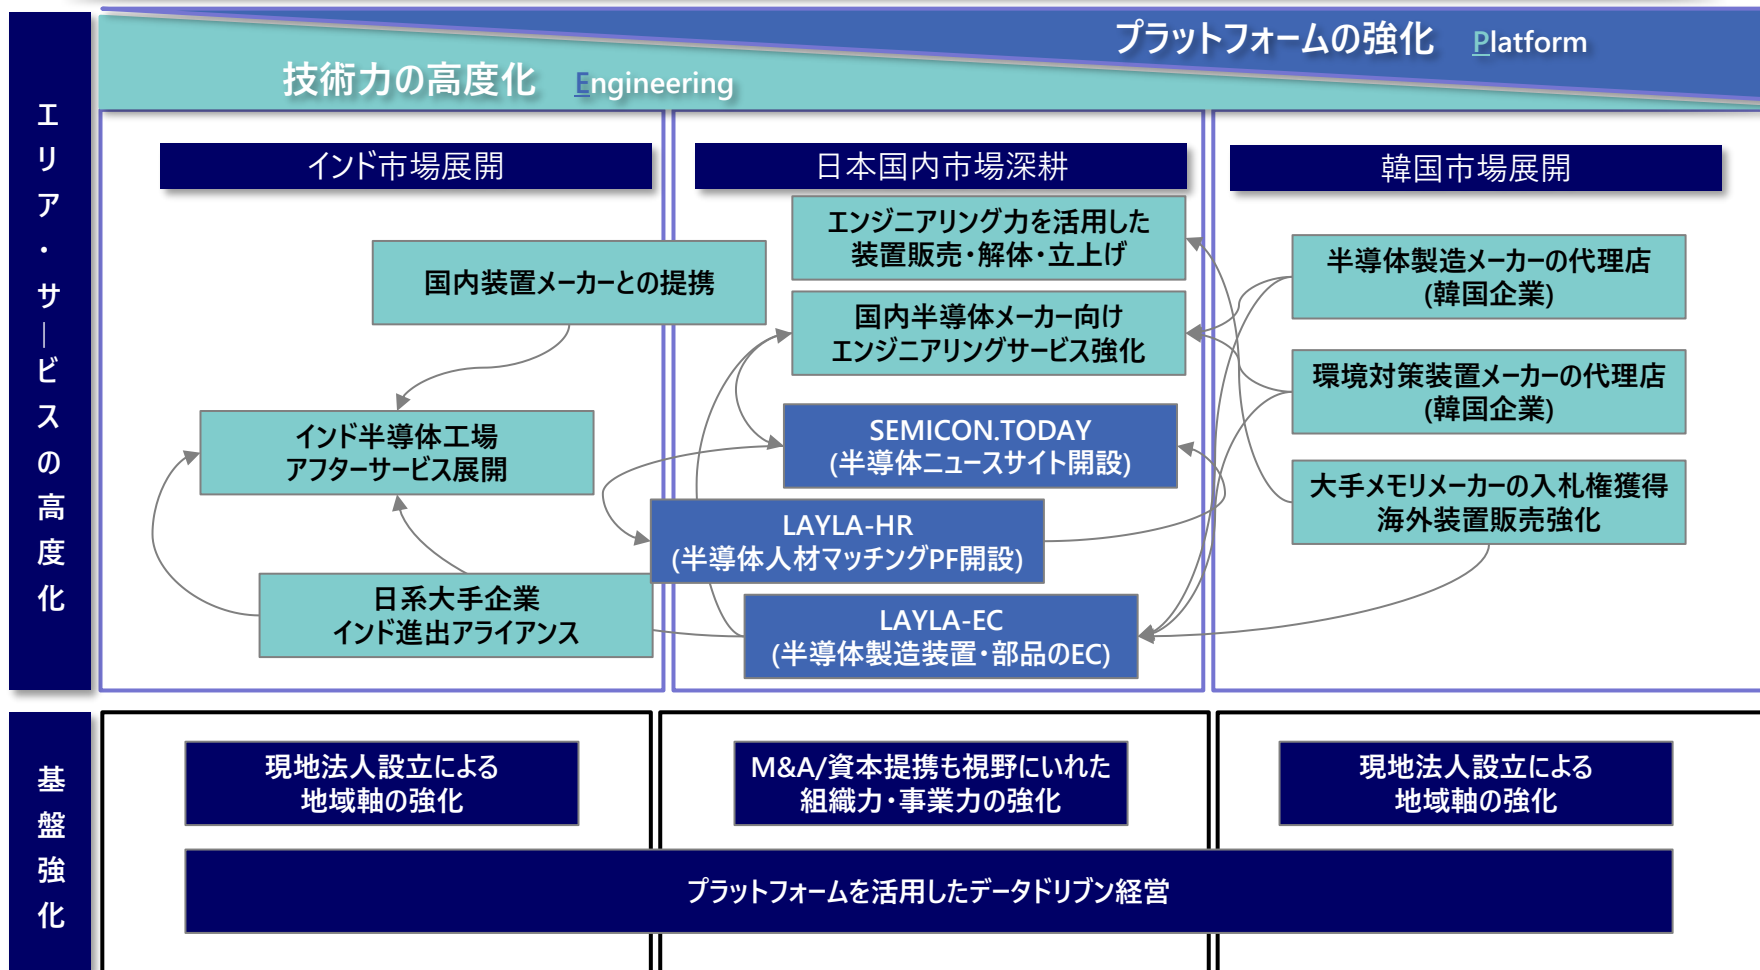 プラットフォームの強化 Platform
技術力の高度化 Engineering
エリア・サービスの高度化
インド市場展開
国内装置メーカーとの提携
インド半導体工場
アフターサービス展開
日系大手企業
インド進出アライアンス
日本国内市場深耕
エンジニアリング力を活用した
装置販売・解体・立上げ
国内半導体メーカー向け
エンジニアリングサービス強化
SEMICON.TODAY
(半導体ニュースサイト開設)
LAYLA-HR
(半導体人材マッチングPF開設)
LAYLA-EC
(半導体製造装置・部品のEC)
韓国市場展開
半導体製造メーカーの代理店
(韓国企業)
環境対策装置メーカーの代理店
(韓国企業)
大手メモリメーカーの入札権獲得
海外装置販売強化
基盤強化
現地法人設立による
地域軸の強化
M&A/資本提携も視野にいれた
組織力・事業力の強化
現地法人設立による
地域軸の強化
プラットフォームを活用したデータドリブン経営